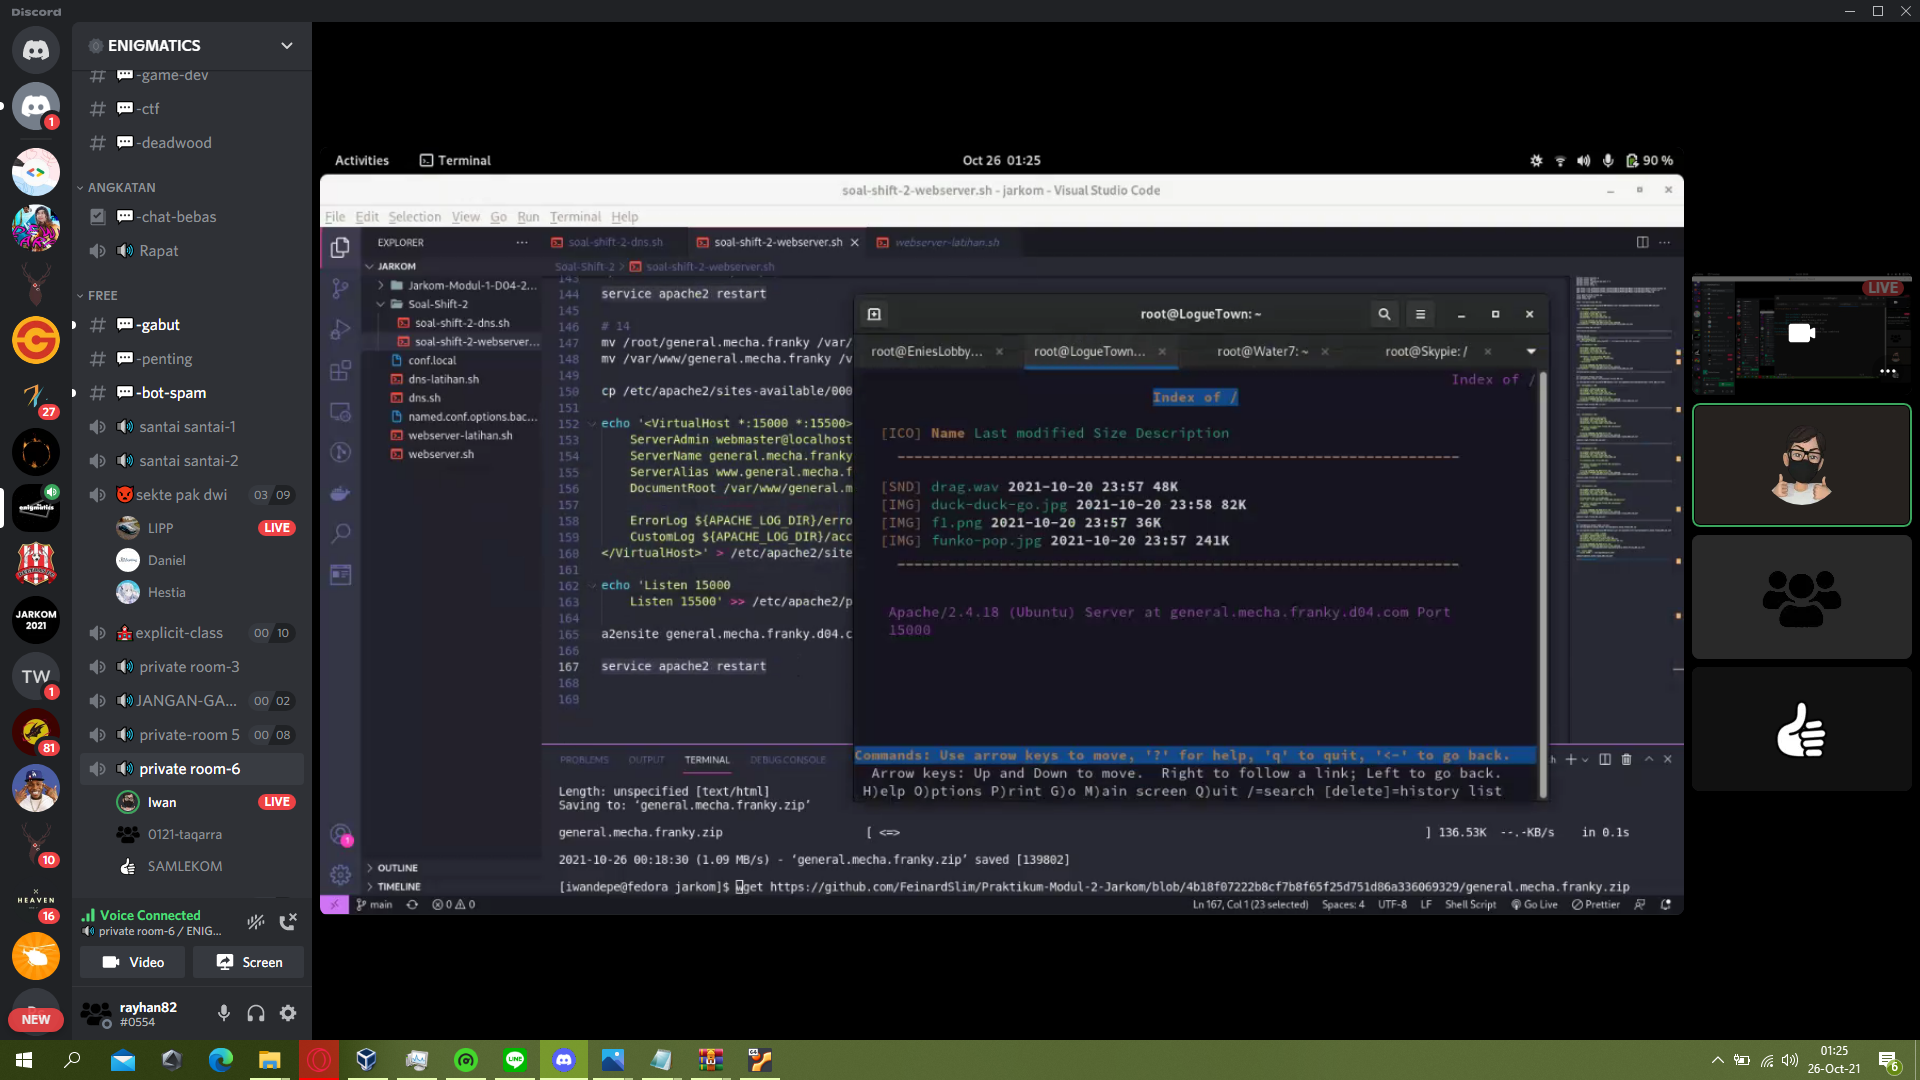 Discord
ENIGMATICS
-game-dev
-ctf
-deadwood
ANGKATAN
-chat-bebas
Rapat
FREE
-gabut
-penting
-bot-spam
santai santai-1
santai santai-2
sekte pak dwi 03 09
LIPP LIVE
Daniel
Hestia
explicit-class 00 10
private room-3
JANGAN-GA... 00 02
private-room 5 00 08
private room-6
Iwan LIVE
0121-taqarra
SAMLEKOM
Voice Connected
private room-6 / ENIG...
Video
Screen
rayhan82
#0554
1
27
enigmatics
JARKOM
2021
TW
1
81
10
HEAVEN
16
NEW
Activities
Terminal
Oct 26 01:25
90 %
soal-shift-2-webserver.sh - jarkom - Visual Studio Code
File Edit Selection View Go Run Terminal Help
EXPLORER
JARKOM
Jarkom-Modul-1-D04-2...
Soal-Shift-2
soal-shift-2-dns.sh
soal-shift-2-webserver...
conf.local
dns-latihan.sh
dns.sh
named.conf.options.bac...
webserver-latihan.sh
webserver.sh
OUTLINE
TIMELINE
soal-shift-2-dns.sh
soal-shift-2-webserver.sh
webserver-latihan.sh
Soal-Shift-2 > soal-shift-2-webserver.sh
143
144 service apache2 restart
145
146 # 14
147 mv /root/general.mecha.franky /var/
148 mv /var/www/general.mecha.franky /v
149
150 cp /etc/apache2/sites-available/000
151
152 echo '<VirtualHost *:15000 *:15500>
153 ServerAdmin webmaster@localhost
154 ServerName general.mecha.franky
155 ServerAlias www.general.mecha.f
156 DocumentRoot /var/www/general.m
157
158 ErrorLog ${APACHE_LOG_DIR}/erro
159 CustomLog ${APACHE_LOG_DIR}/acc
160 </VirtualHost>' > /etc/apache2/site
161
162 echo 'Listen 15000
163 Listen 15500' >> /etc/apache2/p
164
165 a2ensite general.mecha.franky.d04.c
166
167 service apache2 restart
168
169
root@LogueTown: ~
root@EniesLobby...
root@LogueTown...
root@Water7: ~
root@Skypie: /
Index of /
Index of /
[ICO] Name Last modified Size Description
[SND] drag.wav 2021-10-20 23:57 48K
[IMG] duck-duck-go.jpg 2021-10-20 23:58 82K
[IMG] fl.png 2021-10-20 23:57 36K
[IMG] funko-pop.jpg 2021-10-20 23:57 241K
Apache/2.4.18 (Ubuntu) Server at general.mecha.franky.d04.com Port
15000
Commands: Use arrow keys to move, '?' for help, 'q' to quit, '<-' to go back.
Arrow keys: Up and Down to move. Right to follow a link; Left to go back.
H)elp O)ptions P)rint G)o M)ain screen Q)uit /=search [delete]=history list
PROBLEMS OUTPUT TERMINAL DEBUG CONSOLE
Length: unspecified [text/html]
Saving to: ‘general.mecha.franky.zip’
general.mecha.franky.zip [ <=> ] 136.53K --.-KB/s in 0.1s
2021-10-26 00:18:30 (1.09 MB/s) - ‘general.mecha.franky.zip’ saved [139802]
[iwandepe@fedora jarkom]$ wget https://github.com/FeinardSlim/Praktikum-Modul-2-Jarkom/blob/4b18f07222b8cf7b8f65f25d751d86a336069329/general.mecha.franky.zip
main
0 0
Ln 167, Col 1 (23 selected)
Spaces: 4
UTF-8
LF
Shell Script
Go Live
Prettier
LIVE
01:25
26-Oct-21
6